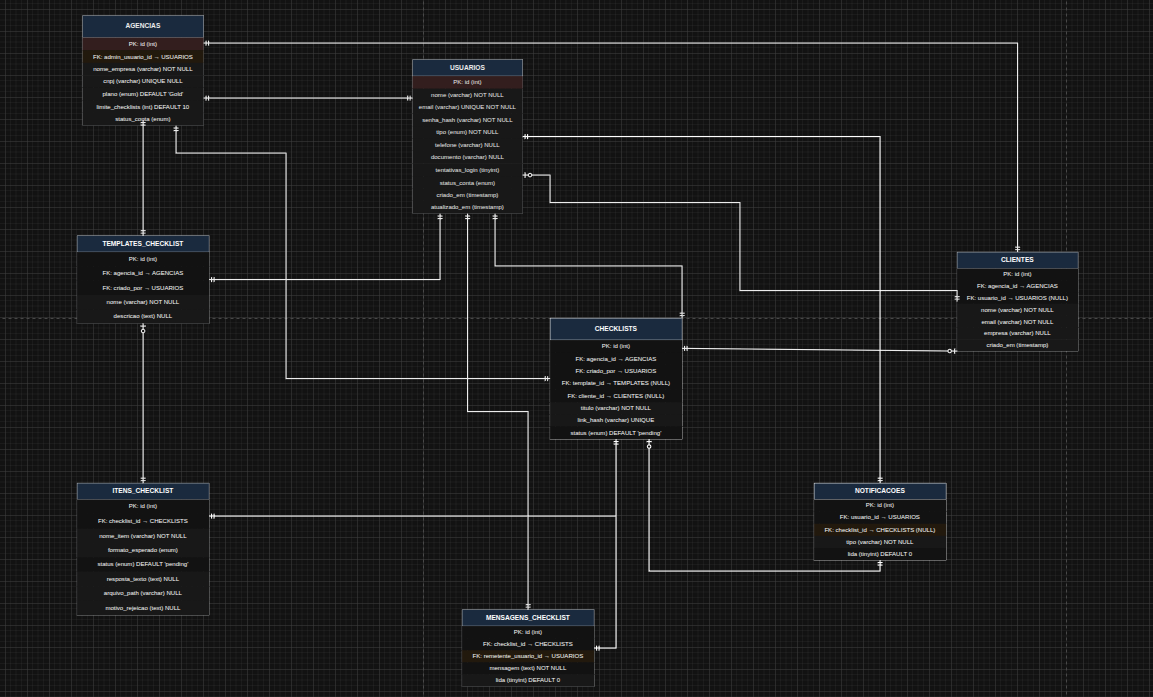 AGENCIAS
PK: id (int)
FK: admin_usuario_id → USUARIOS
nome_empresa (varchar) NOT NULL
cnpj (varchar) UNIQUE NULL
plano (enum) DEFAULT 'Gold'
limite_checklists (int) DEFAULT 10
status_conta (enum)
USUARIOS
PK: id (int)
nome (varchar) NOT NULL
email (varchar) UNIQUE NOT NULL
senha_hash (varchar) NOT NULL
tipo (enum) NOT NULL
telefone (varchar) NULL
documento (varchar) NULL
tentativas_login (tinyint)
status_conta (enum)
criado_em (timestamp)
atualizado_em (timestamp)
TEMPLATES_CHECKLIST
PK: id (int)
FK: agencia_id → AGENCIAS
FK: criado_por → USUARIOS
nome (varchar) NOT NULL
descricao (text) NULL
CLIENTES
PK: id (int)
FK: agencia_id → AGENCIAS
FK: usuario_id → USUARIOS (NULL)
nome (varchar) NOT NULL
email (varchar) NOT NULL
empresa (varchar) NULL
criado_em (timestamp)
CHECKLISTS
PK: id (int)
FK: agencia_id → AGENCIAS
FK: criado_por → USUARIOS
FK: template_id → TEMPLATES (NULL)
FK: cliente_id → CLIENTES (NULL)
titulo (varchar) NOT NULL
link_hash (varchar) UNIQUE
status (enum) DEFAULT 'pending'
ITENS_CHECKLIST
PK: id (int)
FK: checklist_id → CHECKLISTS
nome_item (varchar) NOT NULL
formato_esperado (enum)
status (enum) DEFAULT 'pending'
resposta_texto (text) NULL
arquivo_path (varchar) NULL
motivo_rejeicao (text) NULL
NOTIFICACOES
PK: id (int)
FK: usuario_id → USUARIOS
FK: checklist_id → CHECKLISTS (NULL)
tipo (varchar) NOT NULL
lida (tinyint) DEFAULT 0
MENSAGENS_CHECKLIST
PK: id (int)
FK: checklist_id → CHECKLISTS
FK: remetente_usuario_id → USUARIOS
mensagem (text) NOT NULL
lida (tinyint) DEFAULT 0